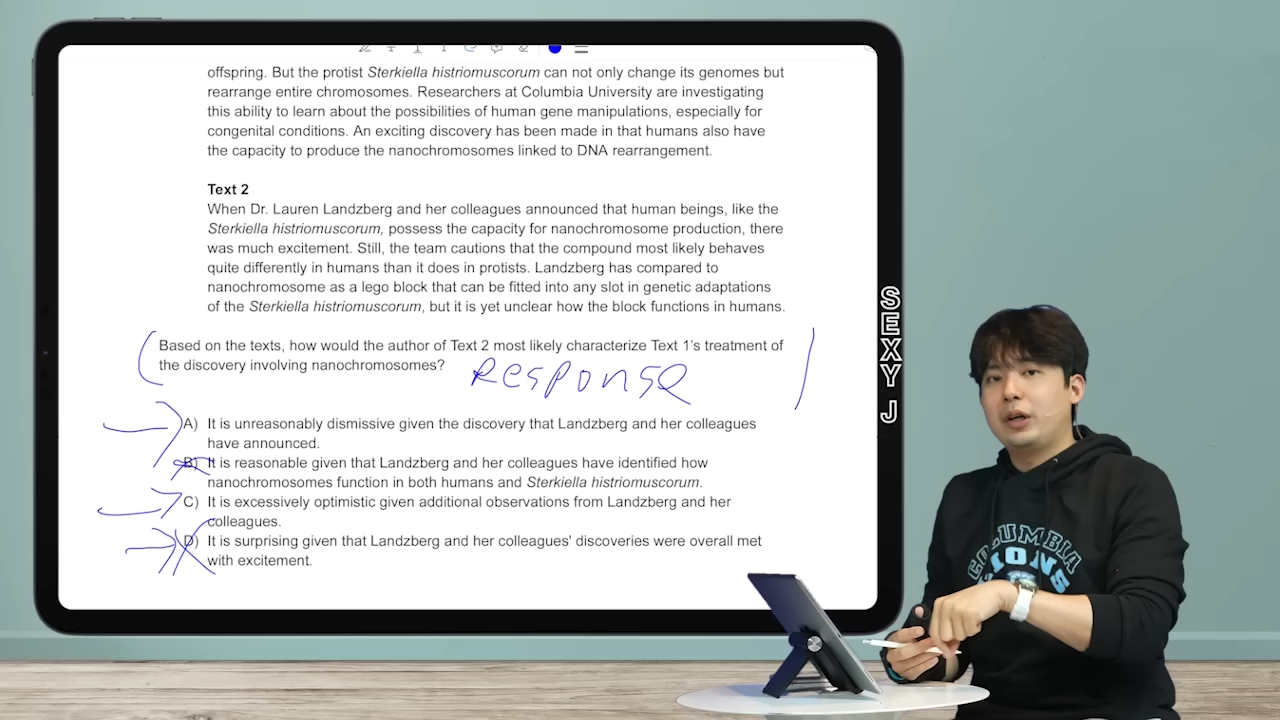 offspring. But the protist Sterkiella histriomuscorum can not only change its genomes but
rearrange entire chromosomes. Researchers at Columbia University are investigating
this ability to learn about the possibilities of human gene manipulations, especially for
congenital conditions. An exciting discovery has been made in that humans also have
the capacity to produce the nanochromosomes linked to DNA rearrangement.
Text 2
When Dr. Lauren Landzberg and her colleagues announced that human beings, like the
Sterkiella histriomuscorum, possess the capacity for nanochromosome production, there
was much excitement. Still, the team cautions that the compound most likely behaves
quite differently in humans than it does in protists. Landzberg has compared to
nanochromosome as a lego block that can be fitted into any slot in genetic adaptations
of the Sterkiella histriomuscorum, but it is yet unclear how the block functions in humans.
Based on the texts, how would the author of Text 2 most likely characterize Text 1's treatment of
the discovery involving nanochromosomes?
Response
A) It is unreasonably dismissive given the discovery that Landzberg and her colleagues
have announced.
B) It is reasonable given that Landzberg and her colleagues have identified how
nanochromosomes function in both humans and Sterkiella histriomuscorum.
C) It is excessively optimistic given additional observations from Landzberg and her
colleagues.
D) It is surprising given that Landzberg and her colleagues' discoveries were overall met
with excitement.
SEXY J
COLUMBIA
LIONS